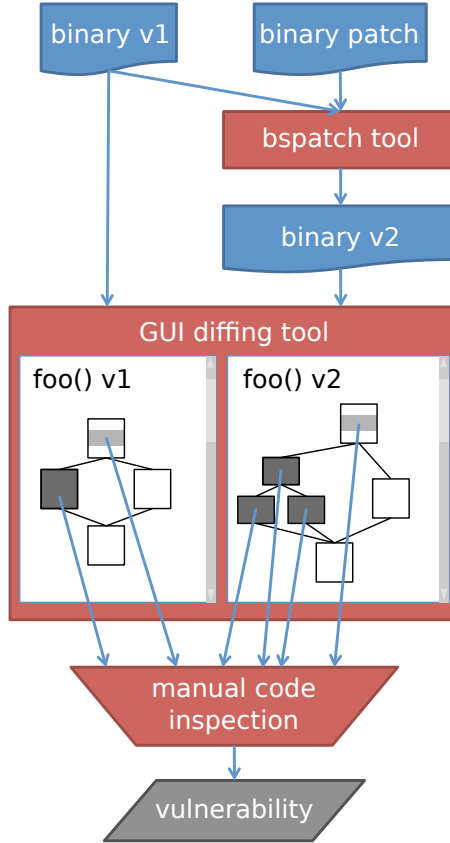 binary v1
binary patch
bspatch tool
binary v2
GUI diffing tool
foo() v1
foo() v2
manual code
inspection
vulnerability